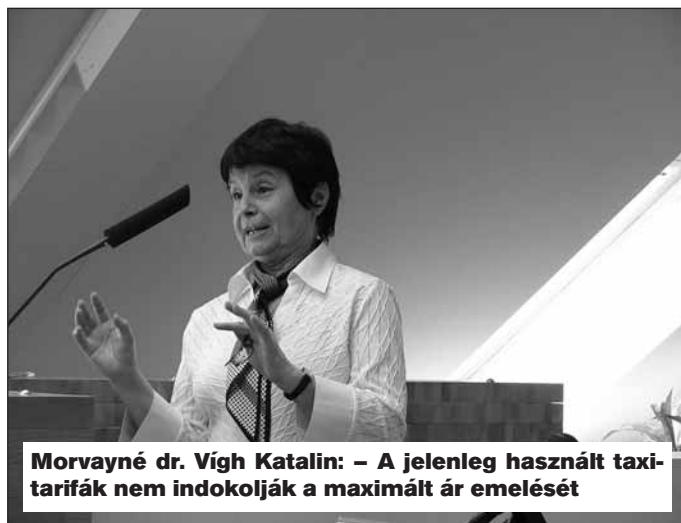 Morvayné dr. Vígh Katalin: – A jelenleg használt taxi-
tarifák nem indokolják a maximált ár emelését